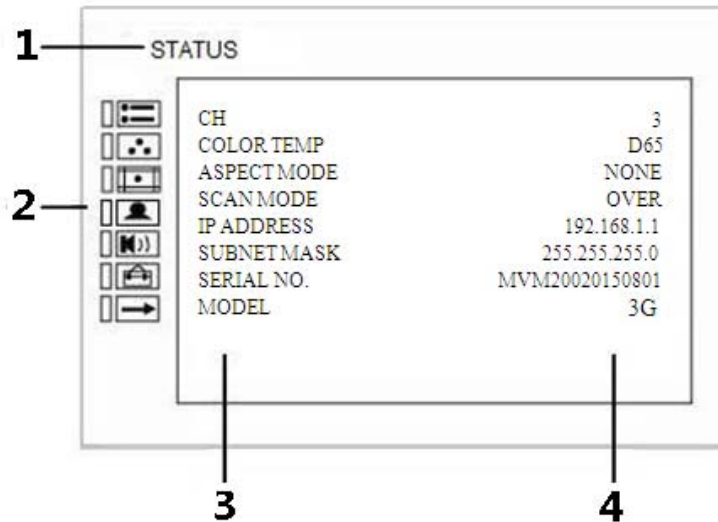 1 STATUS
CH 3
COLOR TEMP D65
ASPECT MODE NONE
SCAN MODE OVER
2
IP ADDRESS 192.168.1.1
SUBNET MASK 255.255.255.0
SERIAL NO. MVM20020150801
MODEL 3G
3 4